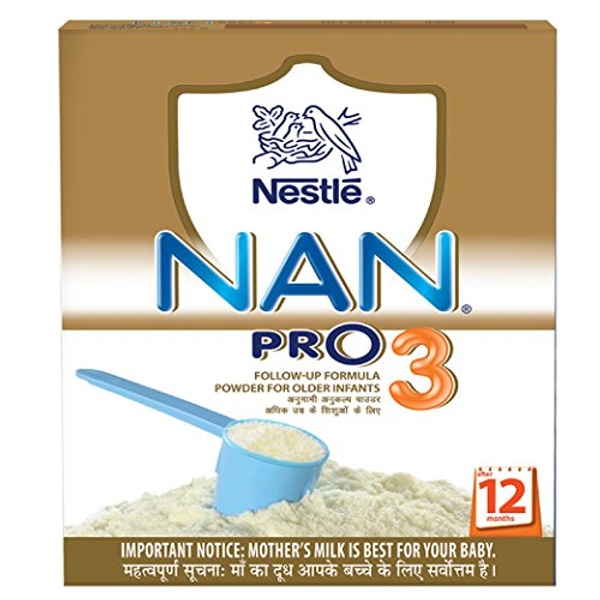 Nestlé®
NAN®
PRO 3
FOLLOW-UP FORMULA
POWDER FOR OLDER INFANTS
अनुगामी अनुकल्प पाउडर
अधिक उम्र के शिशुओं के लिए
after
12
months
IMPORTANT NOTICE: MOTHER'S MILK IS BEST FOR YOUR BABY.
महत्वपूर्ण सूचना: माँ का दूध आपके बच्चे के लिए सर्वोत्तम है।